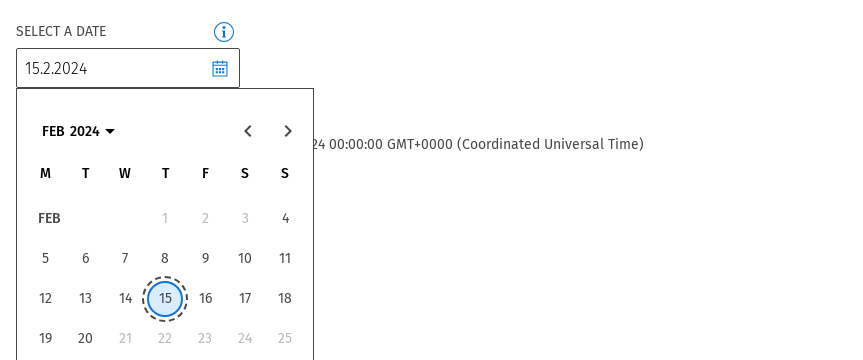 SELECT A DATE
15.2.2024
FEB 2024
24 00:00:00 GMT+0000 (Coordinated Universal Time)
M T W T F S S
FEB 1 2 3 4
5 6 7 8 9 10 11
12 13 14 15 16 17 18
19 20 21 22 23 24 25